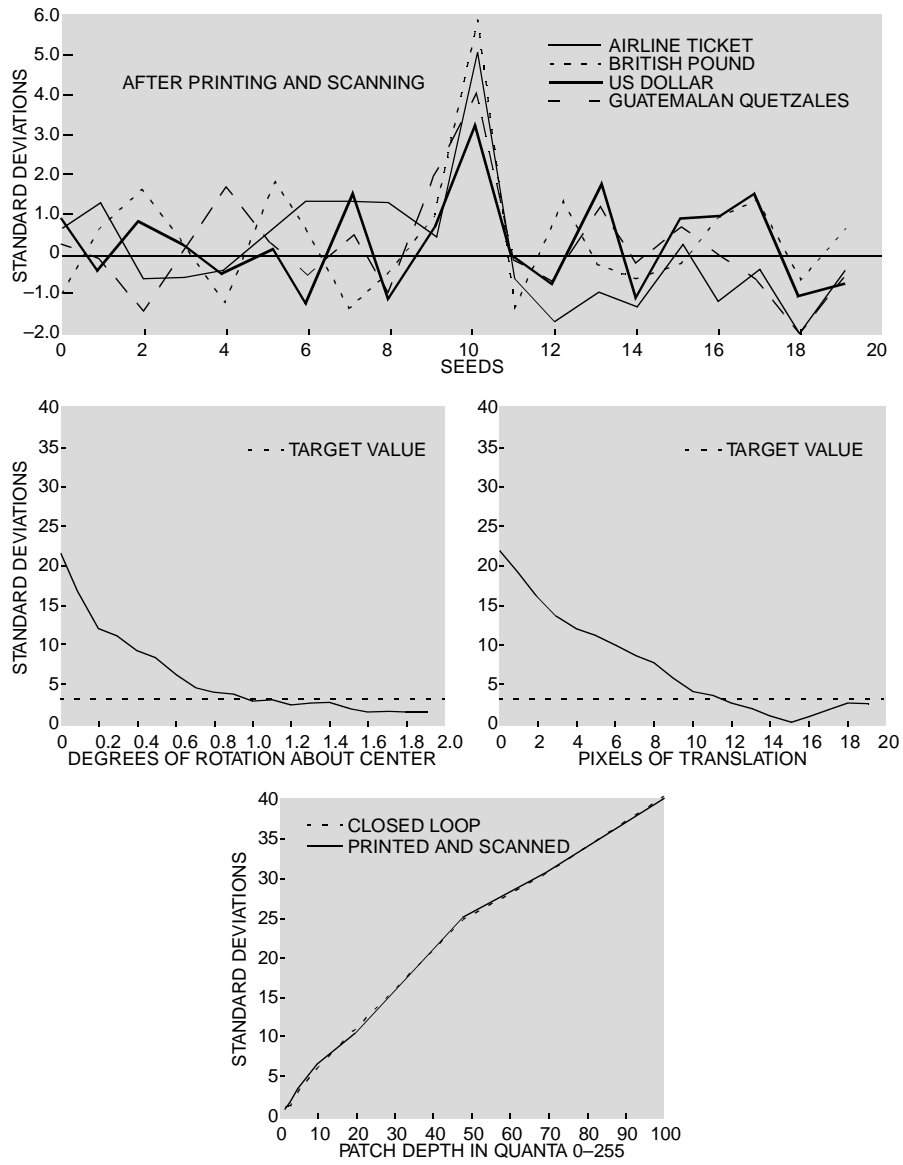 6.0
5.0
4.0
3.0
2.0
1.0
0
–1.0
–2.0
STANDARD DEVIATIONS
AFTER PRINTING AND SCANNING
AIRLINE TICKET
BRITISH POUND
US DOLLAR
GUATEMALAN QUETZALES
0 2 4 6 8 10 12 14 16 18 20
SEEDS
40
35
30
25
20
15
10
5
0
STANDARD DEVIATIONS
TARGET VALUE
0 0.2 0.4 0.6 0.8 1.0 1.2 1.4 1.6 1.8 2.0
DEGREES OF ROTATION ABOUT CENTER
40
35
30
25
20
15
10
5
0
TARGET VALUE
0 2 4 6 8 10 12 14 16 18 20
PIXELS OF TRANSLATION
40
35
30
25
20
15
10
5
0
STANDARD DEVIATIONS
CLOSED LOOP
PRINTED AND SCANNED
0 10 20 30 40 50 60 70 80 90 100
PATCH DEPTH IN QUANTA 0–255